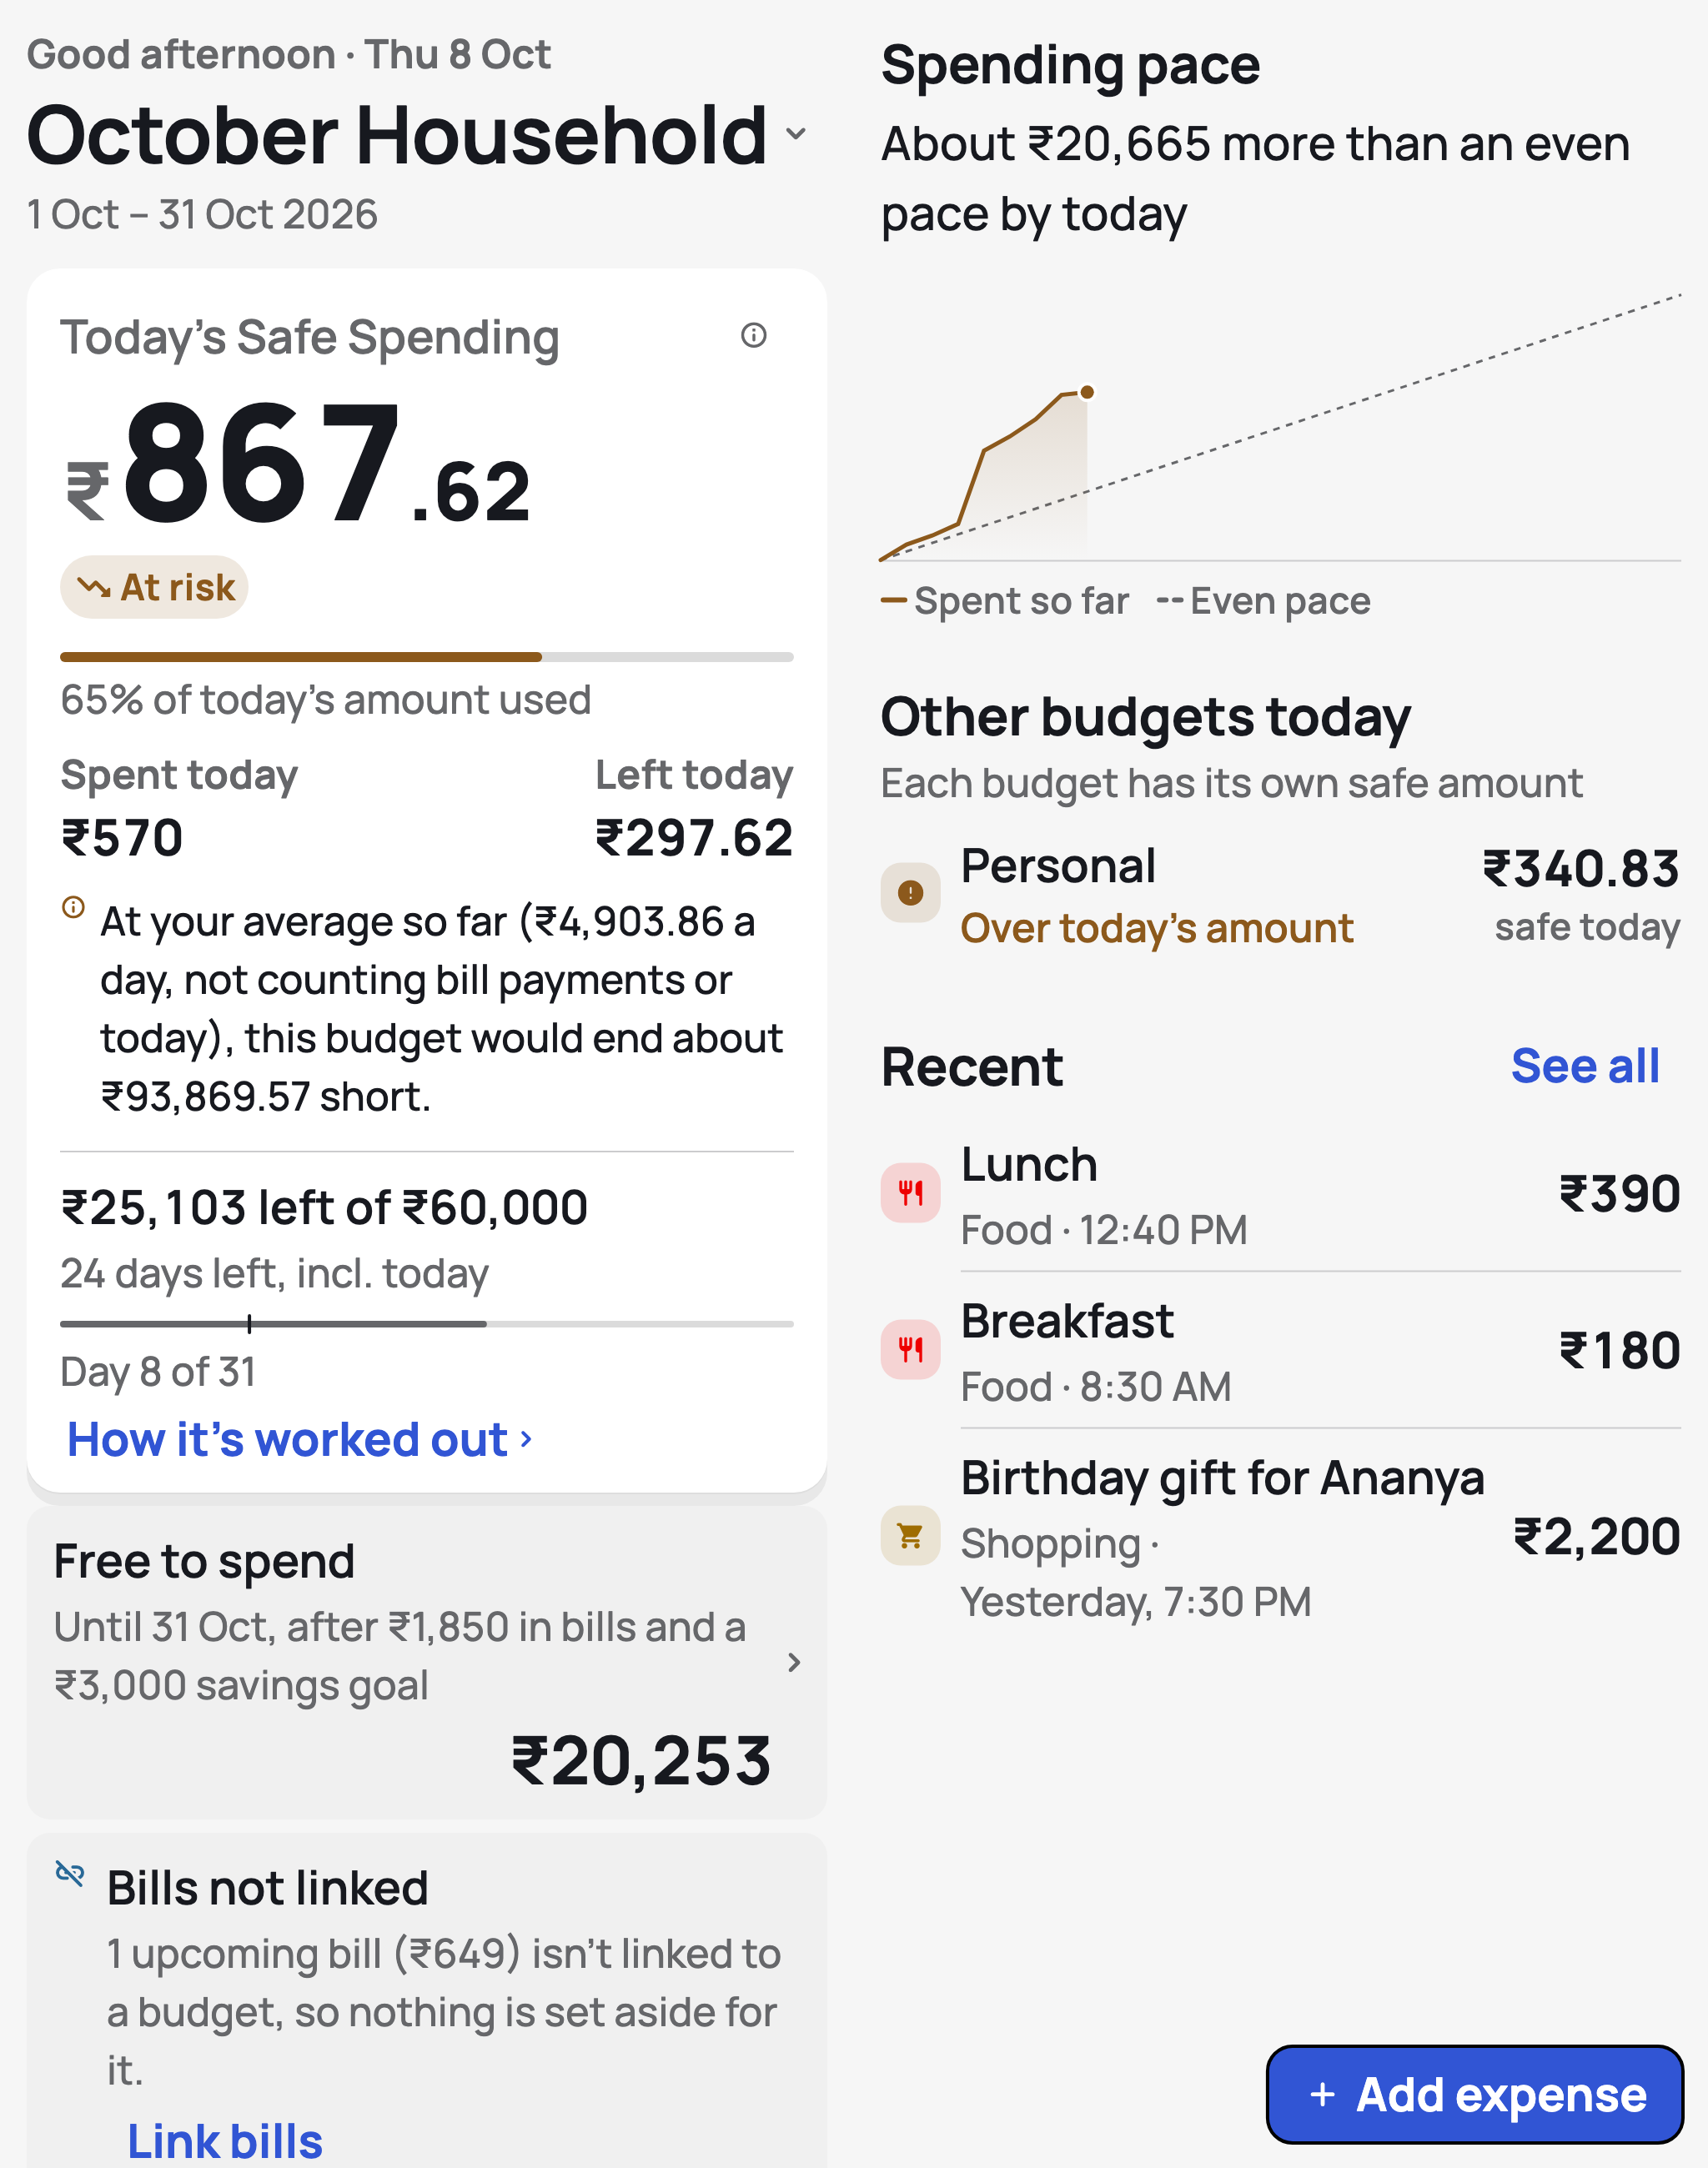 Good afternoon · Thu 8 Oct
October Household
1 Oct – 31 Oct 2026
Today’s Safe Spending
₹867.62
At risk
65% of today’s amount used
Spent today
Left today
₹570
₹297.62
At your average so far (₹4,903.86 a
day, not counting bill payments or
today), this budget would end about
₹93,869.57 short.
₹25,103 left of ₹60,000
24 days left, incl. today
Day 8 of 31
How it’s worked out
Free to spend
Until 31 Oct, after ₹1,850 in bills and a
₹3,000 savings goal
₹20,253
Bills not linked
1 upcoming bill (₹649) isn’t linked to
a budget, so nothing is set aside for
it.
Link bills
Spending pace
About ₹20,665 more than an even
pace by today
Spent so far
Even pace
Other budgets today
Each budget has its own safe amount
Personal
₹340.83
Over today’s amount
safe today
Recent
See all
Lunch
Food · 12:40 PM
₹390
Breakfast
Food · 8:30 AM
₹180
Birthday gift for Ananya
Shopping ·
Yesterday, 7:30 PM
₹2,200
+ Add expense